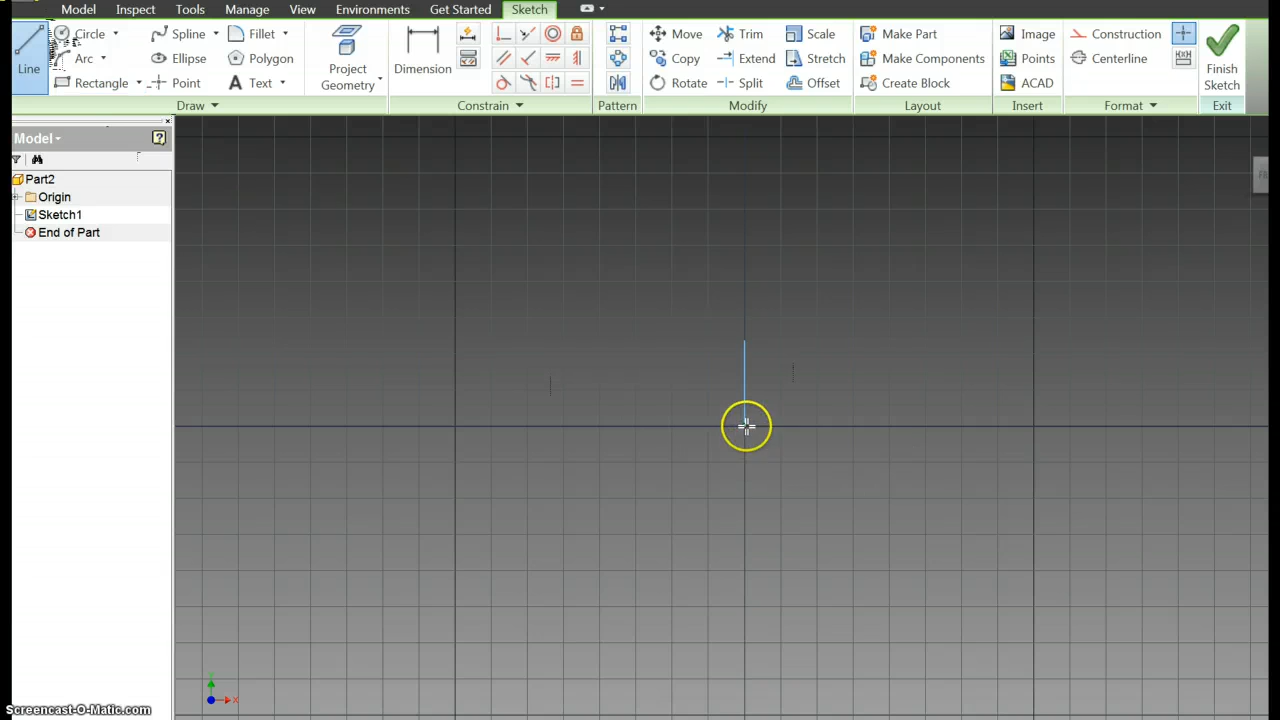 Model Inspect Tools Manage View Environments Get Started Sketch
Line Circle Spline Fillet Project Geometry Dimension Move Trim Scale Make Part Image Construction Finish Sketch
Arc Ellipse Polygon Copy Extend Stretch Make Components Points Centerline
Rectangle Point A Text Rotate Split Offset Create Block ACAD
Draw Constrain Pattern Modify Layout Insert Format Exit
Model
Part2
Origin
Sketch1
End of Part
X
Screencast-O-Matic.com